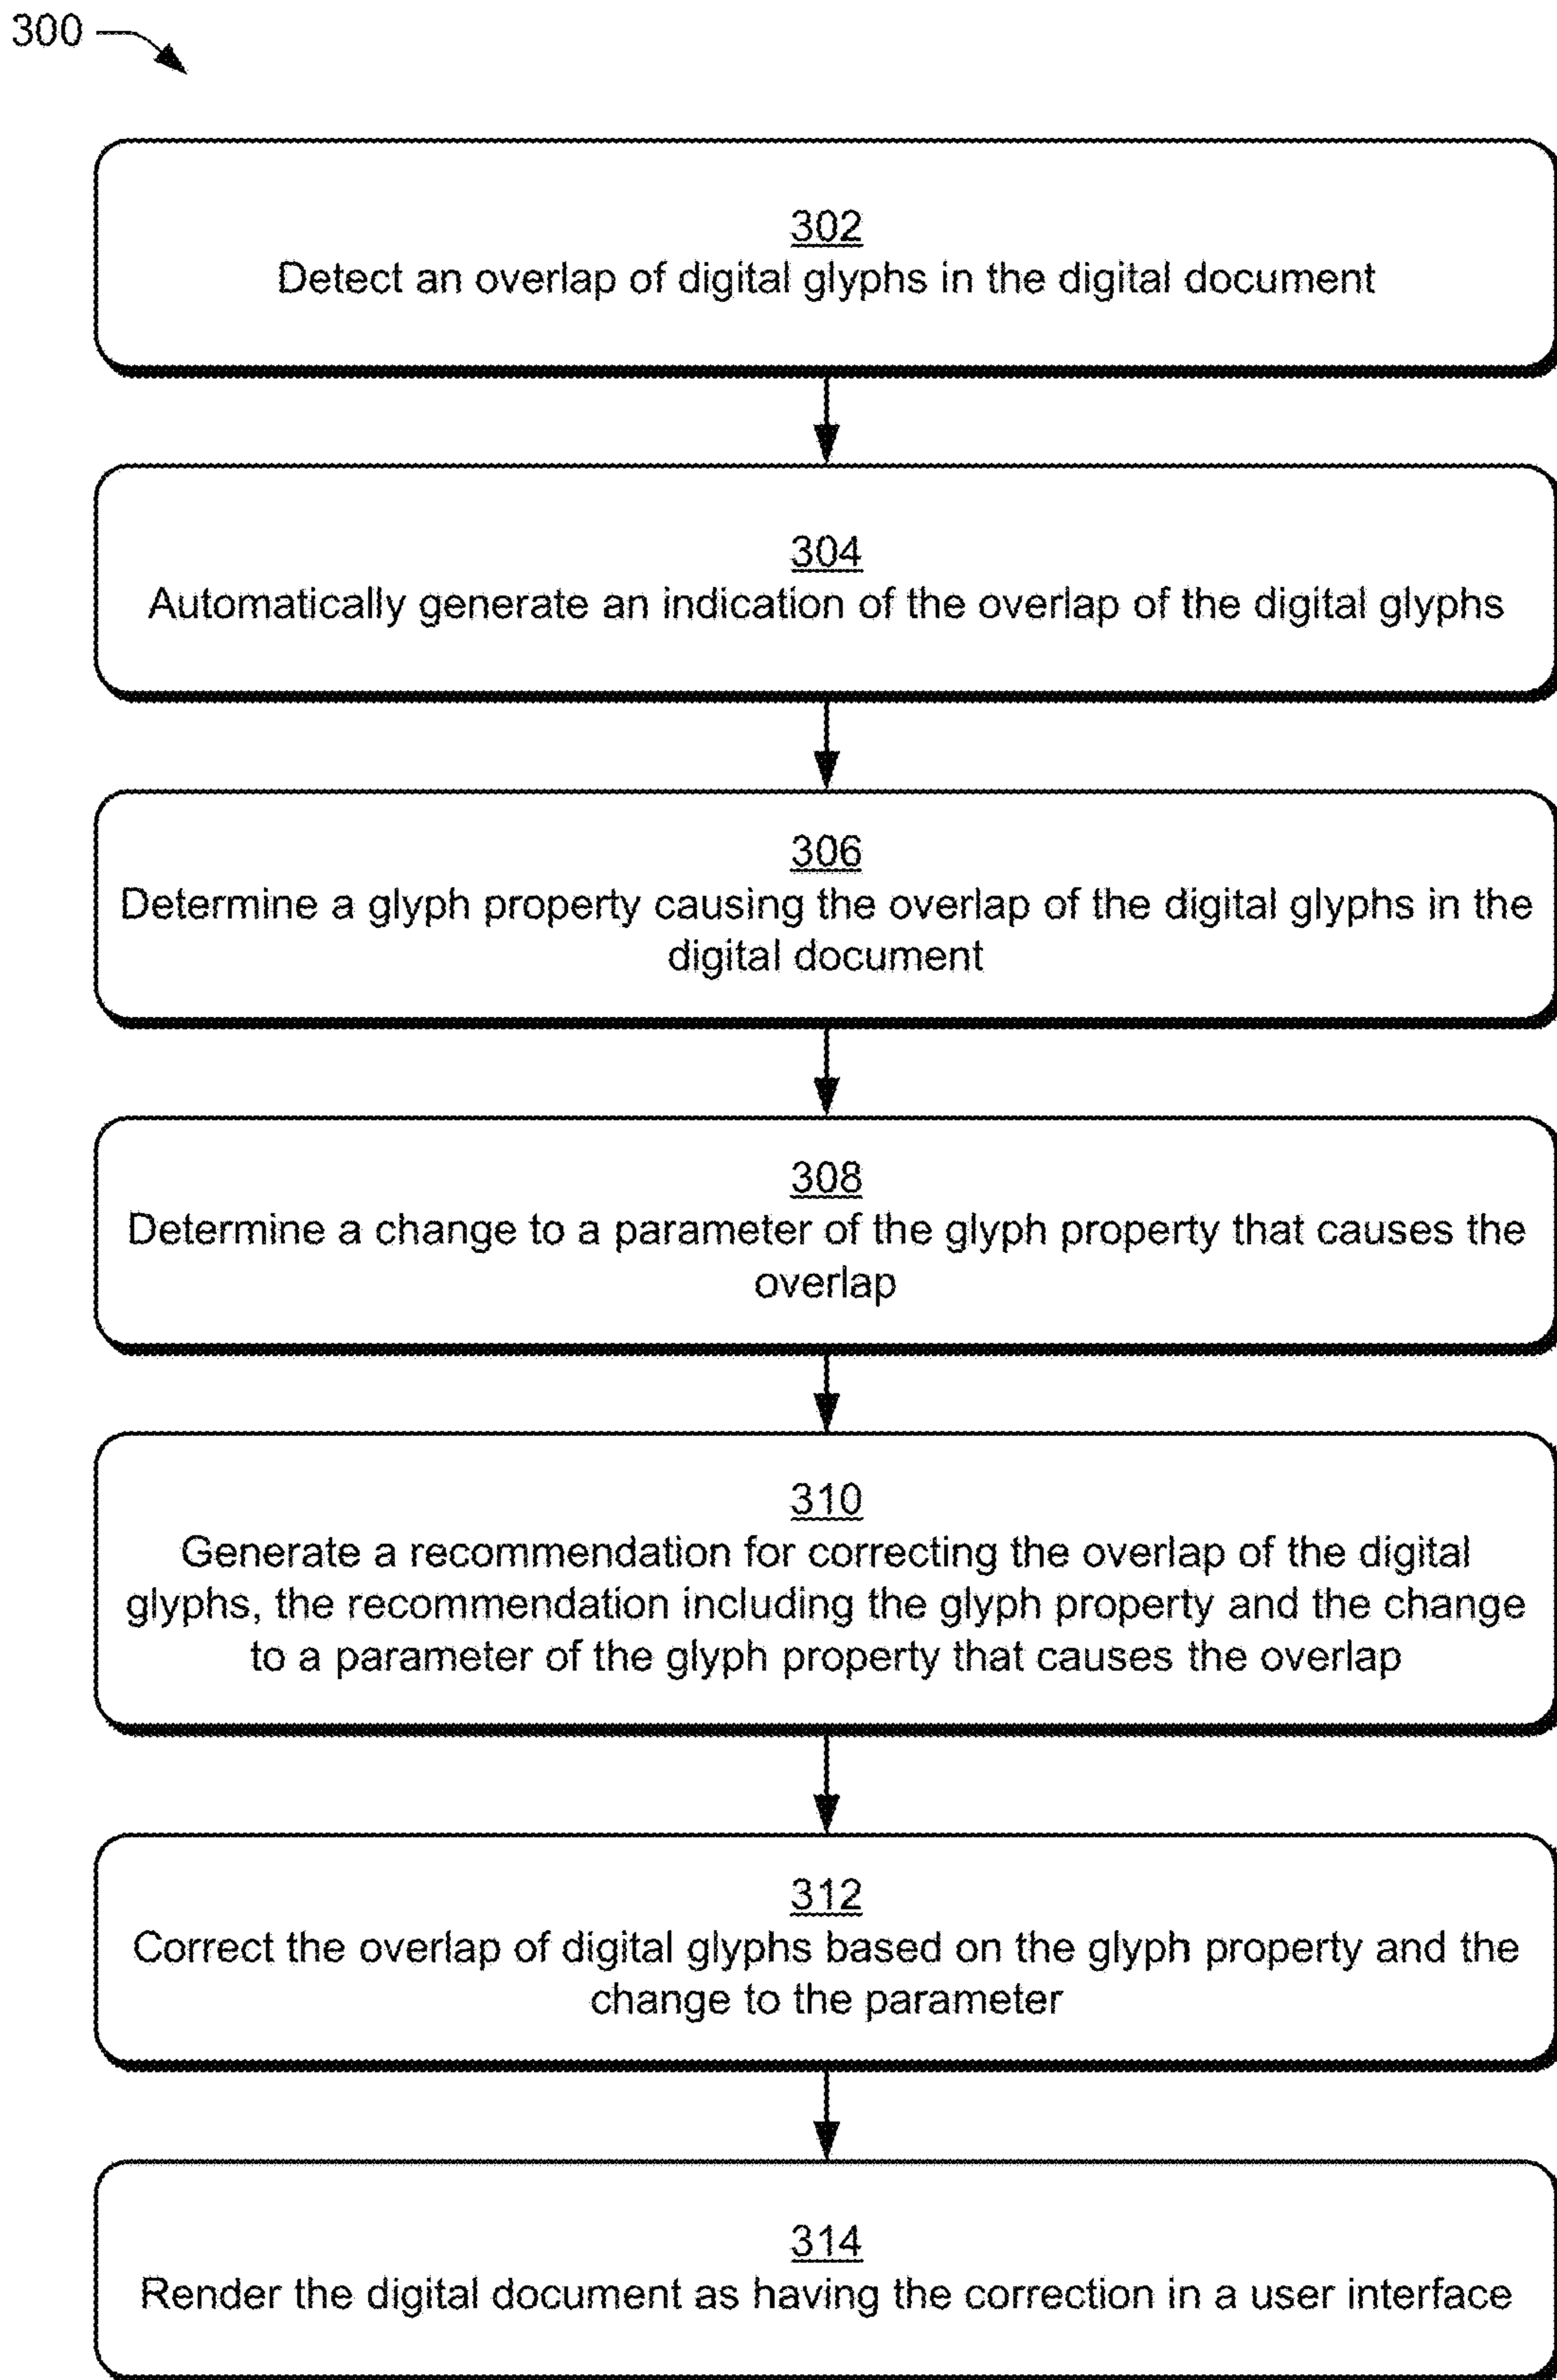 300
302
Detect an overlap of digital glyphs in the digital document
304
Automatically generate an indication of the overlap of the digital glyphs
306
Determine a glyph property causing the overlap of the digital glyphs in the
digital document
308
Determine a change to a parameter of the glyph property that causes the
overlap
310
Generate a recommendation for correcting the overlap of the digital
glyphs, the recommendation including the glyph property and the change
to a parameter of the glyph property that causes the overlap
312
Correct the overlap of digital glyphs based on the glyph property and the
change to the parameter
314
Render the digital document as having the correction in a user interface